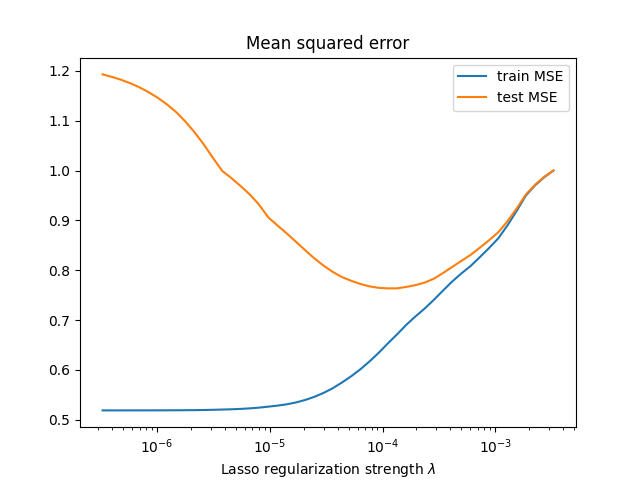 Mean squared error
train MSE
test MSE
1.2
1.1
1.0
0.9
0.8
0.7
0.6
0.5
10⁻⁶ 10⁻⁵ 10⁻⁴ 10⁻³
Lasso regularization strength λ